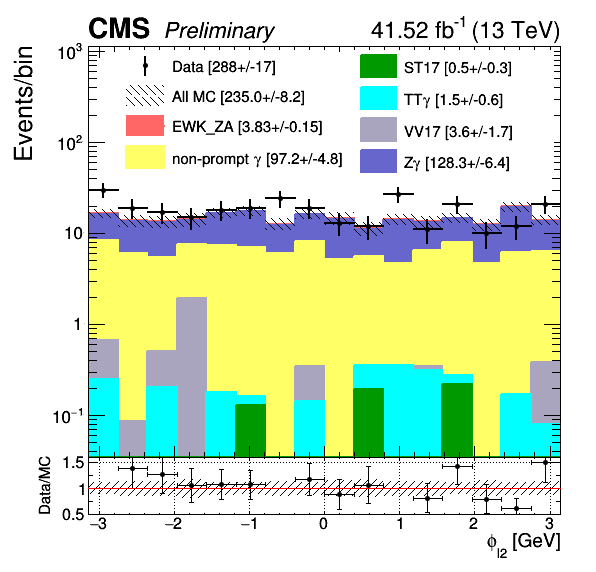 CMS Preliminary 41.52 fb⁻¹ (13 TeV)
Events/bin
Data [288+/-17]
All MC [235.0+/-8.2]
EWK_ZA [3.83+/-0.15]
non-prompt γ [97.2+/-4.8]
ST17 [0.5+/-0.3]
TTγ [1.5+/-0.6]
VV17 [3.6+/-1.7]
Zγ [128.3+/-6.4]
10³
10²
10
1
10⁻¹
Data/MC
1.5
1
0.5
−3 −2 −1 0 1 2 3
ϕ_l2 [GeV]